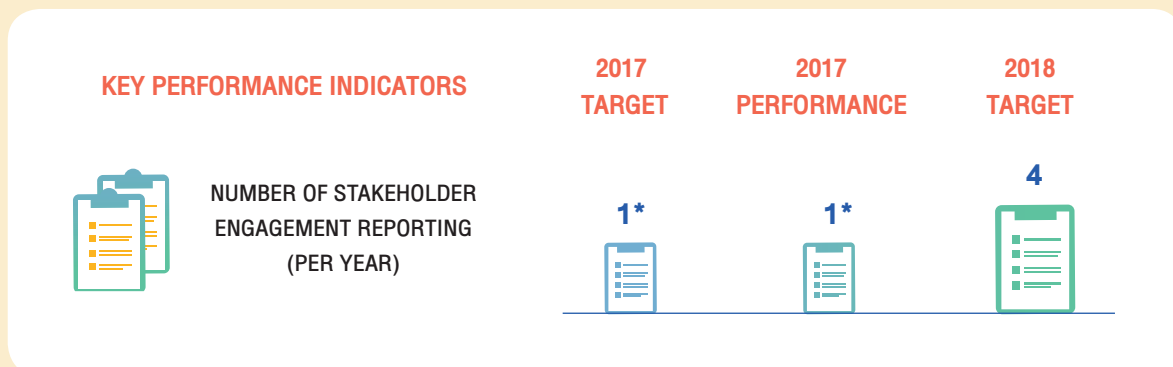 KEY PERFORMANCE INDICATORS
2017
TARGET
2017
PERFORMANCE
2018
TARGET
NUMBER OF STAKEHOLDER
ENGAGEMENT REPORTING
(PER YEAR)
1*
1*
4